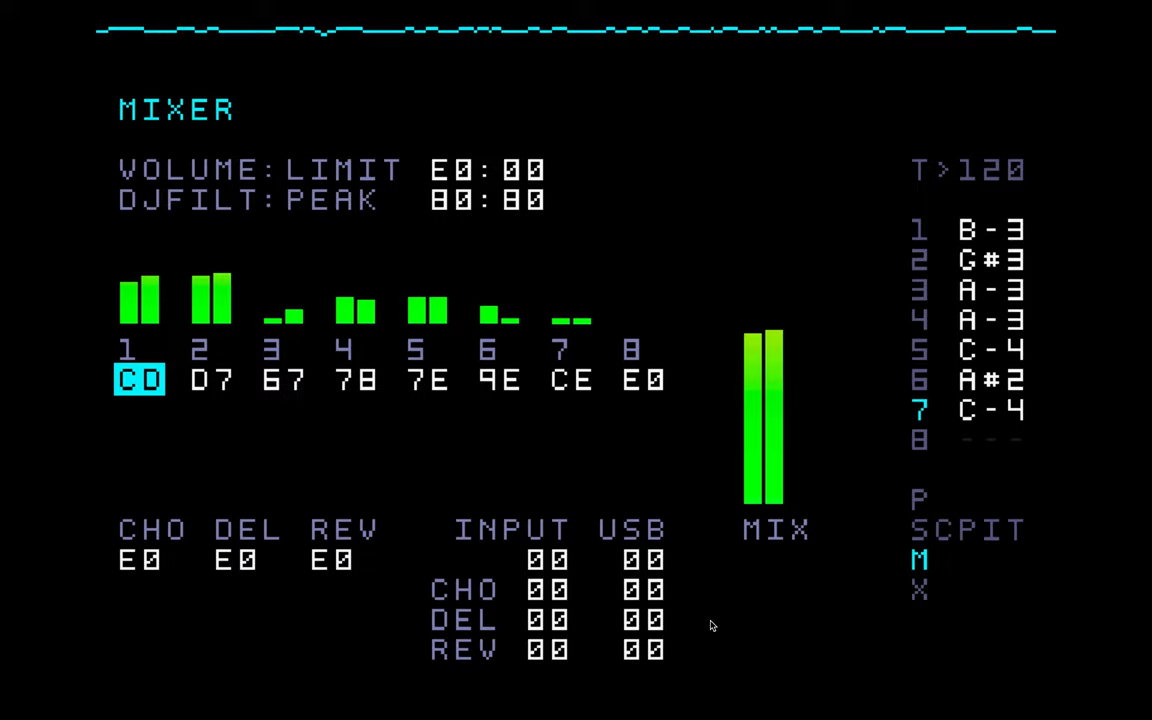 MIXER
VOLUME:LIMIT E0:00 T>120
DJFILT:PEAK 80:80
1 B-3
2 G#3
3 A-3
4 A-3
1 2 3 4 5 6 7 8 5 C-4
CD D7 67 78 7E 9E CE E0 6 A#2
7 C-4
8 ---
P
CHO DEL REV INPUT USB MIX SCPIT
E0 E0 E0 00 00 M
CHO 00 00 X
DEL 00 00
REV 00 00